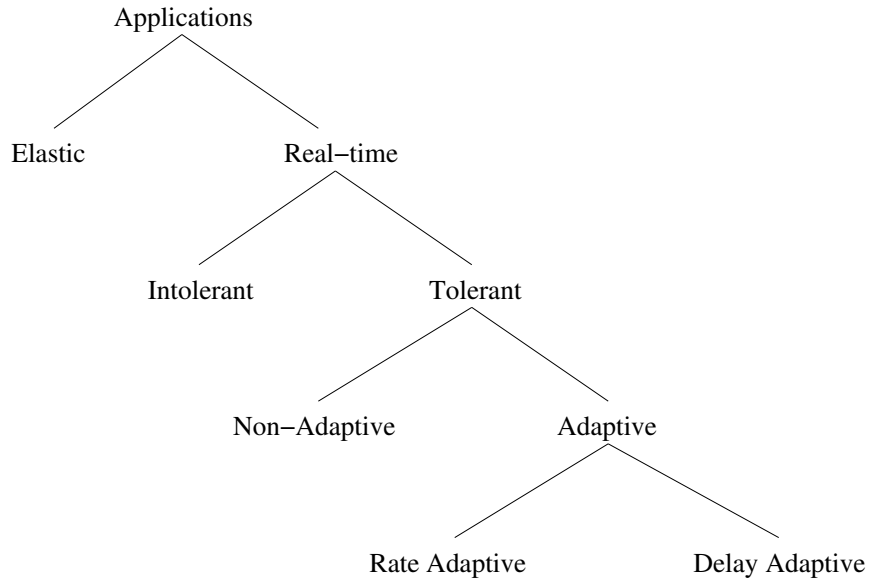 Applications
Elastic Real−time
Intolerant Tolerant
Non−Adaptive Adaptive
Rate Adaptive Delay Adaptive